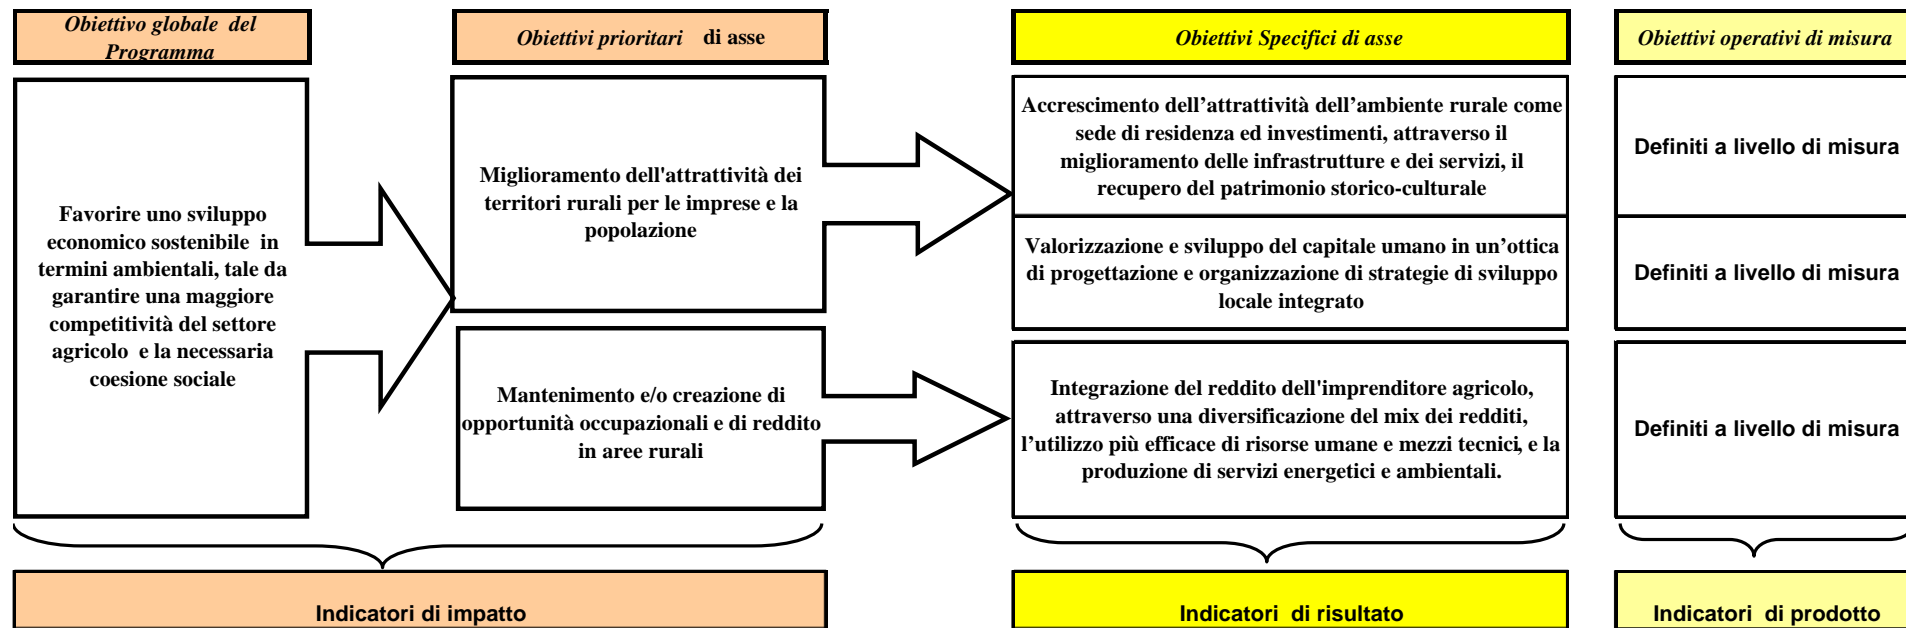 Obiettivo globale del
Programma
Obiettivi prioritari di asse
Obiettivi Specifici di asse
Obiettivi operativi di misura
Favorire uno sviluppo
economico sostenibile in
termini ambientali, tale da
garantire una maggiore
competitività del settore
agricolo e la necessaria
coesione sociale
Miglioramento dell'attrattività dei
territori rurali per le imprese e la
popolazione
Accrescimento dell’attrattività dell’ambiente rurale come
sede di residenza ed investimenti, attraverso il
miglioramento delle infrastrutture e dei servizi, il
recupero del patrimonio storico-culturale
Definiti a livello di misura
Valorizzazione e sviluppo del capitale umano in un’ottica
di progettazione e organizzazione di strategie di sviluppo
locale integrato
Definiti a livello di misura
Mantenimento e/o creazione di
opportunità occupazionali e di reddito
in aree rurali
Integrazione del reddito dell'imprenditore agricolo,
attraverso una diversificazione del mix dei redditi,
l’utilizzo più efficace di risorse umane e mezzi tecnici, e la
produzione di servizi energetici e ambientali.
Definiti a livello di misura
Indicatori di impatto
Indicatori di risultato
Indicatori di prodotto